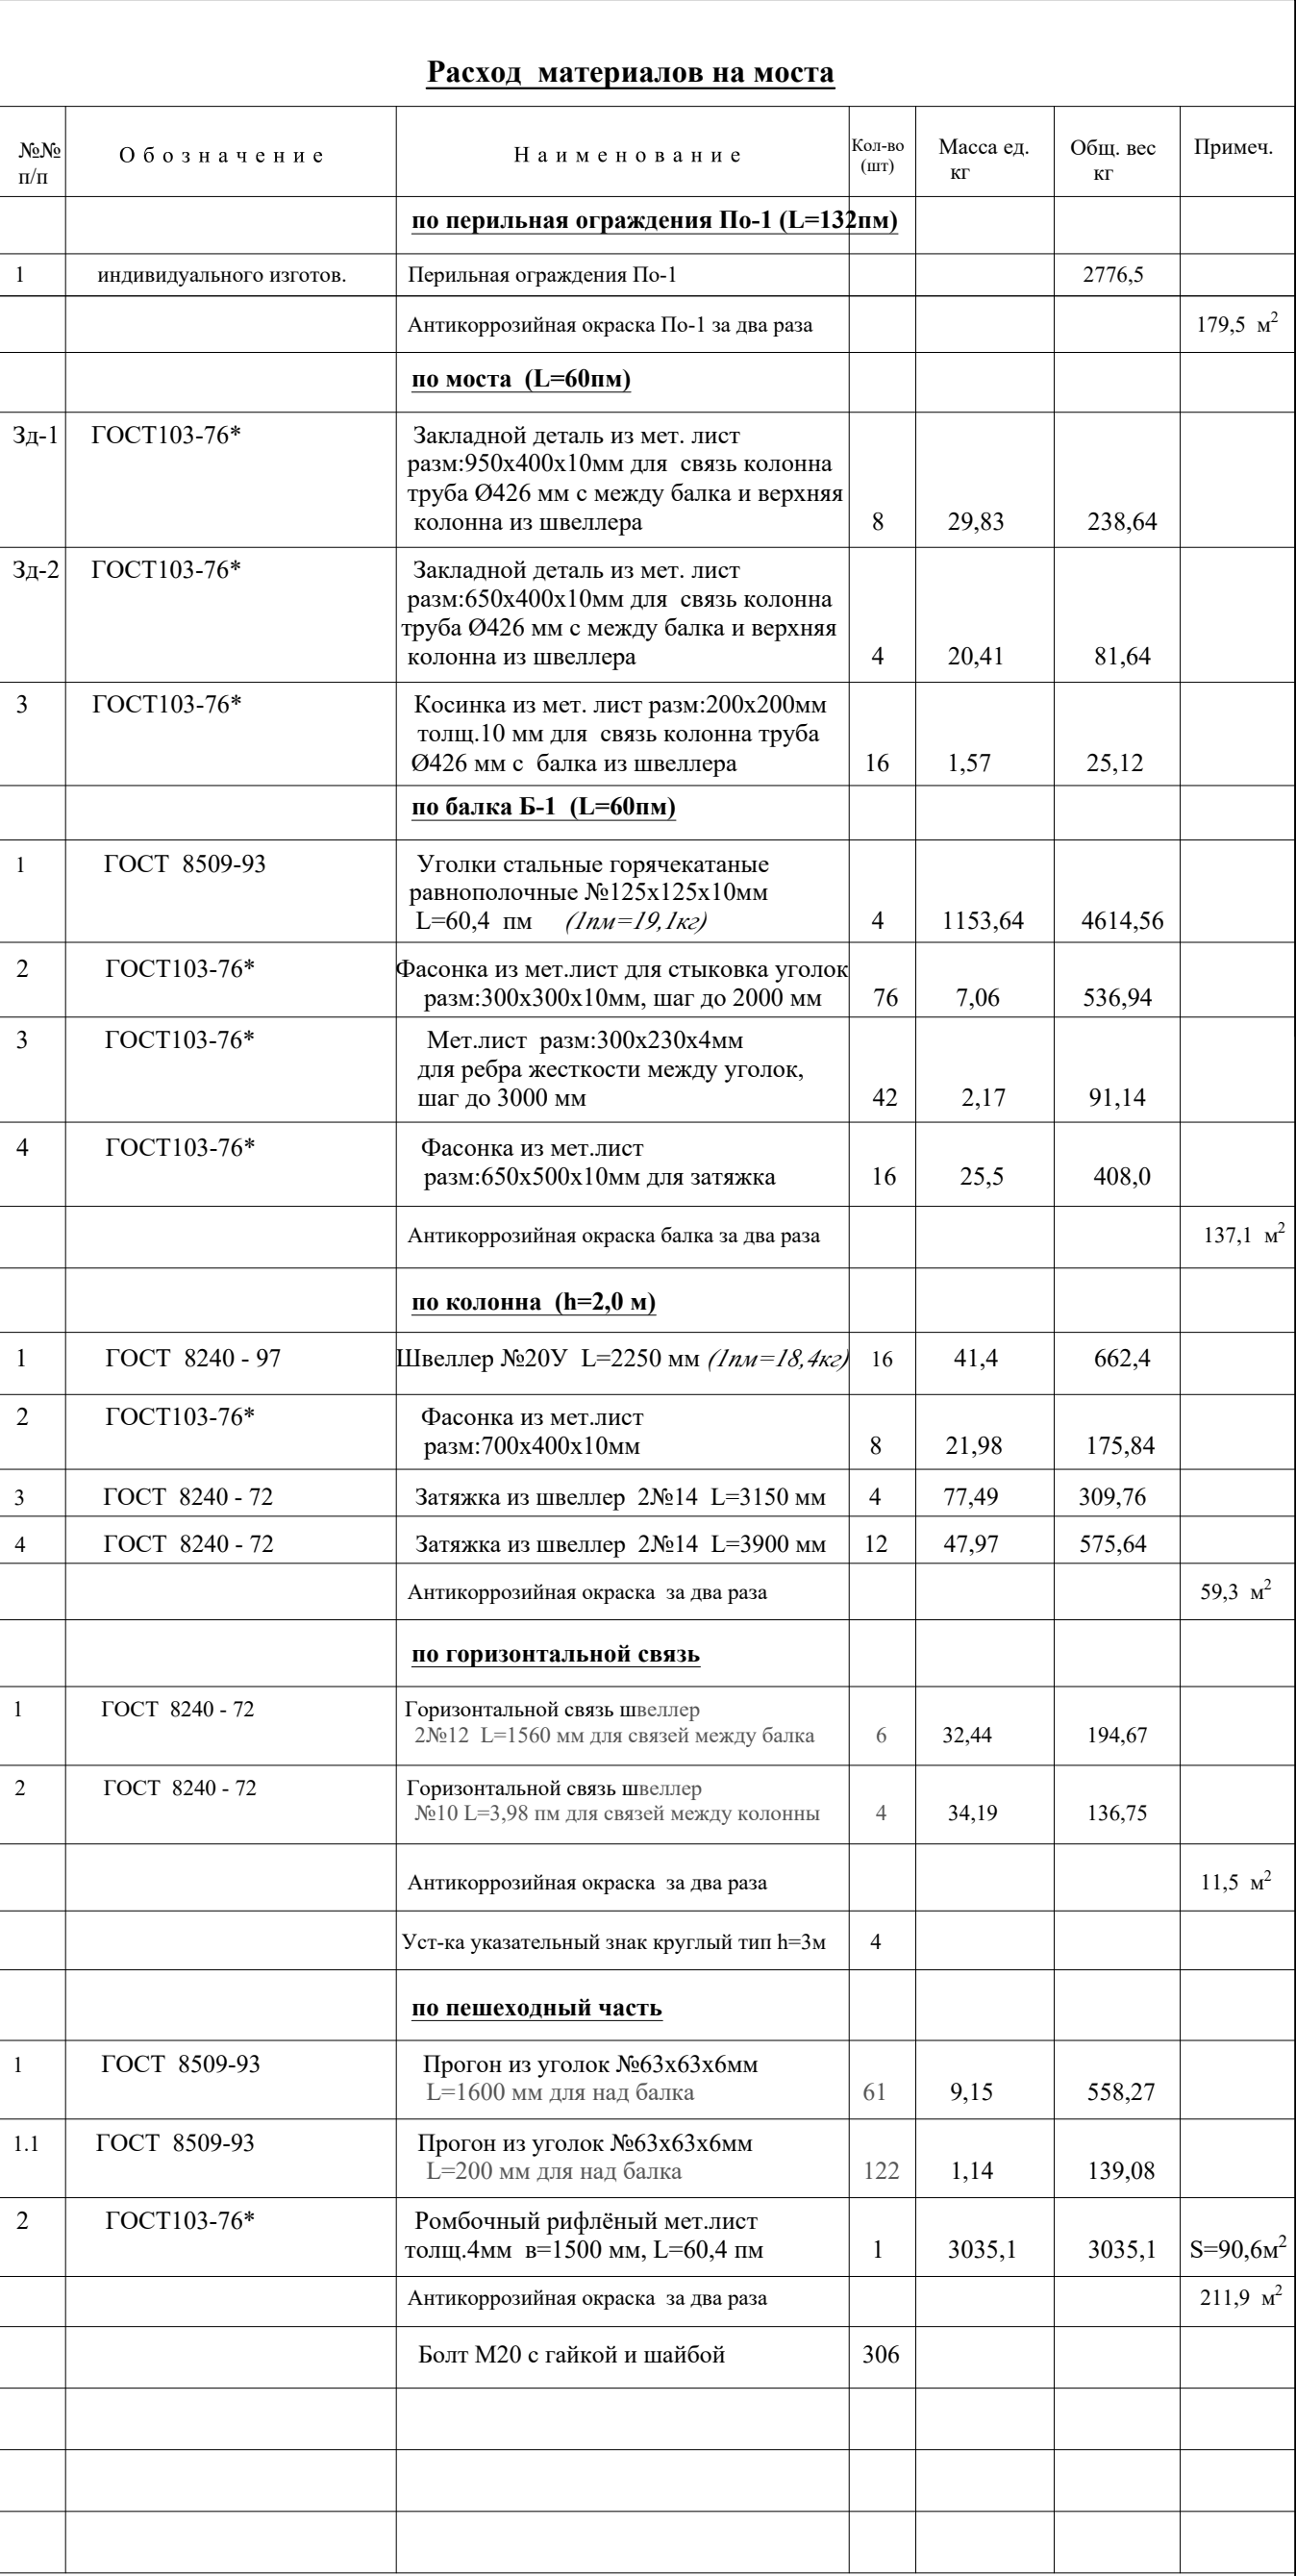 Расход материалов на моста
№№ п/п Обозначение Наименование Кол-во (шт) Масса ед. кг Общ. вес кг Примеч.
по перильная ограждения По-1 (L=132пм)
1 индивидуального изготов. Перильная ограждения По-1 2776,5
Антикоррозийная окраска По-1 за два раза 179,5 м²
по моста (L=60пм)
Зд-1 ГОСТ103-76* Закладной деталь из мет. лист
разм:950х400х10мм для связь колонна
труба Ø426 мм с между балка и верхняя
колонна из швеллера 8 29,83 238,64
Зд-2 ГОСТ103-76* Закладной деталь из мет. лист
разм:650х400х10мм для связь колонна
труба Ø426 мм с между балка и верхняя
колонна из швеллера 4 20,41 81,64
3 ГОСТ103-76* Косинка из мет. лист разм:200х200мм
толщ.10 мм для связь колонна труба
Ø426 мм с балка из швеллера 16 1,57 25,12
по балка Б-1 (L=60пм)
1 ГОСТ 8509-93 Уголки стальные горячекатаные
равнополочные №125х125х10мм
L=60,4 пм (1пм=19,1кг) 4 1153,64 4614,56
2 ГОСТ103-76* Фасонка из мет.лист для стыковка уголок
разм:300х300х10мм, шаг до 2000 мм 76 7,06 536,94
3 ГОСТ103-76* Мет.лист разм:300х230х4мм
для ребра жесткости между уголок,
шаг до 3000 мм 42 2,17 91,14
4 ГОСТ103-76* Фасонка из мет.лист
разм:650х500х10мм для затяжка 16 25,5 408,0
Антикоррозийная окраска балка за два раза 137,1 м²
по колонна (h=2,0 м)
1 ГОСТ 8240 - 97 Швеллер №20У L=2250 мм (1пм=18,4кг) 16 41,4 662,4
2 ГОСТ103-76* Фасонка из мет.лист
разм:700х400х10мм 8 21,98 175,84
3 ГОСТ 8240 - 72 Затяжка из швеллер 2№14 L=3150 мм 4 77,49 309,76
4 ГОСТ 8240 - 72 Затяжка из швеллер 2№14 L=3900 мм 12 47,97 575,64
Антикоррозийная окраска за два раза 59,3 м²
по горизонтальной связь
1 ГОСТ 8240 - 72 Горизонтальной связь швеллер
2№12 L=1560 мм для связей между балка 6 32,44 194,67
2 ГОСТ 8240 - 72 Горизонтальной связь швеллер
№10 L=3,98 пм для связей между колонны 4 34,19 136,75
Антикоррозийная окраска за два раза 11,5 м²
Уст-ка указательный знак круглый тип h=3м 4
по пешеходный часть
1 ГОСТ 8509-93 Прогон из уголок №63х63х6мм
L=1600 мм для над балка 61 9,15 558,27
1.1 ГОСТ 8509-93 Прогон из уголок №63х63х6мм
L=200 мм для над балка 122 1,14 139,08
2 ГОСТ103-76* Ромбочный рифлёный мет.лист
толщ.4мм в=1500 мм, L=60,4 пм 1 3035,1 3035,1 S=90,6м²
Антикоррозийная окраска за два раза 211,9 м²
Болт М20 с гайкой и шайбой 306